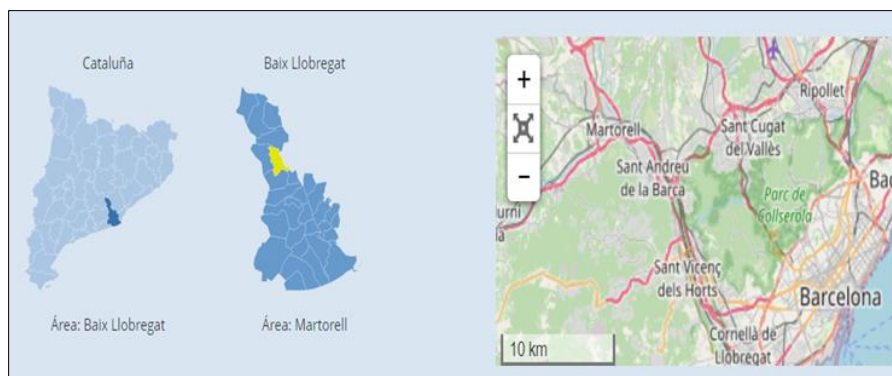 Cataluña
Baix Llobregat
Área: Baix Llobregat
Área: Martorell
+
−
Ripollet
Martorell
Sant Cugat
del Vallès
Sant Andreu
de la Barca
Parc de
Collserola
Sant Vicenç
dels Horts
Barcelona
Cornellà de
Llobregat
10 km